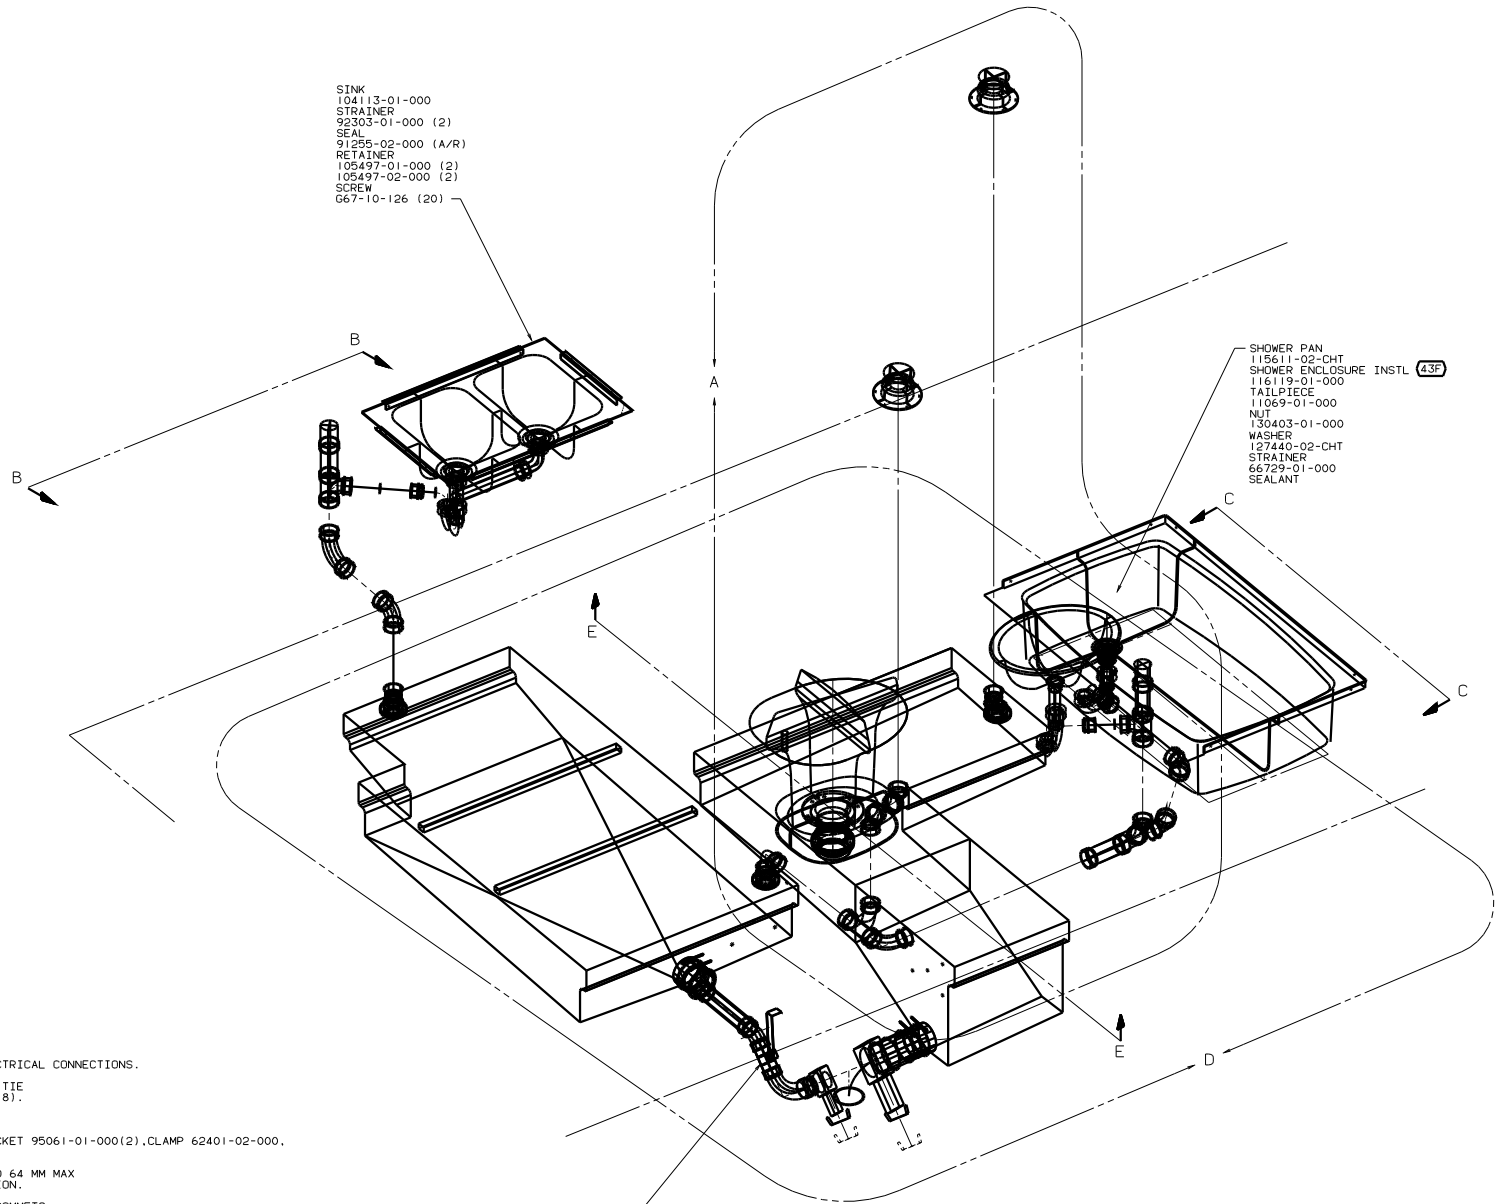 SINK
104113-01-000
STRAINER
92303-01-000 (2)
SEAL
91255-02-000 (A/R)
RETAINER
105497-01-000 (2)
105497-02-000 (2)
SCREW
G67-10-126 (20)
B
B
A
SHOWER PAN
115611-02-CHT
SHOWER ENCLOSURE INSTL 43F
116119-01-000
TAILPIECE
11069-01-000
NUT
130403-01-000
WASHER
127440-02-CHT
STRAINER
66729-01-000
SEALANT
C
C
E
E
D
CTRICAL CONNECTIONS.
TIE
8).
KET 95061-01-000(2),CLAMP 62401-02-000,
64 MM MAX
ION.